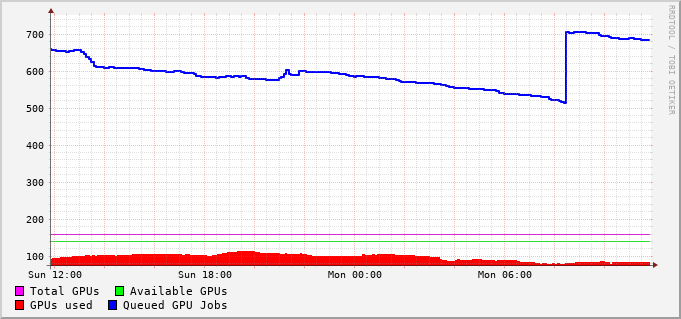 700
600
500
400
300
200
100
Sun 12:00 Sun 18:00 Mon 00:00 Mon 06:00
Total GPUs Available GPUs
GPUs used Queued GPU Jobs
RRDTOOL / TOBI OETIKER